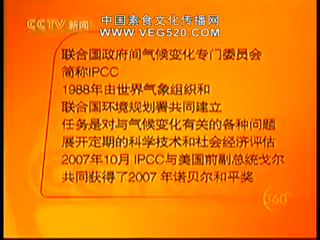 CCTV 新闻
中国素食文化传播网
WWW.VEG520.COM
联合国政府间气候变化专门委员会
简称IPCC
1988年由世界气象组织和
联合国环境规划署共同建立
任务是对与气候变化有关的各种问题
展开定期的科学技术和社会经济评估
2007年10月 IPCC与美国前副总统戈尔
共同获得了2007 年诺贝尔和平奖
360°